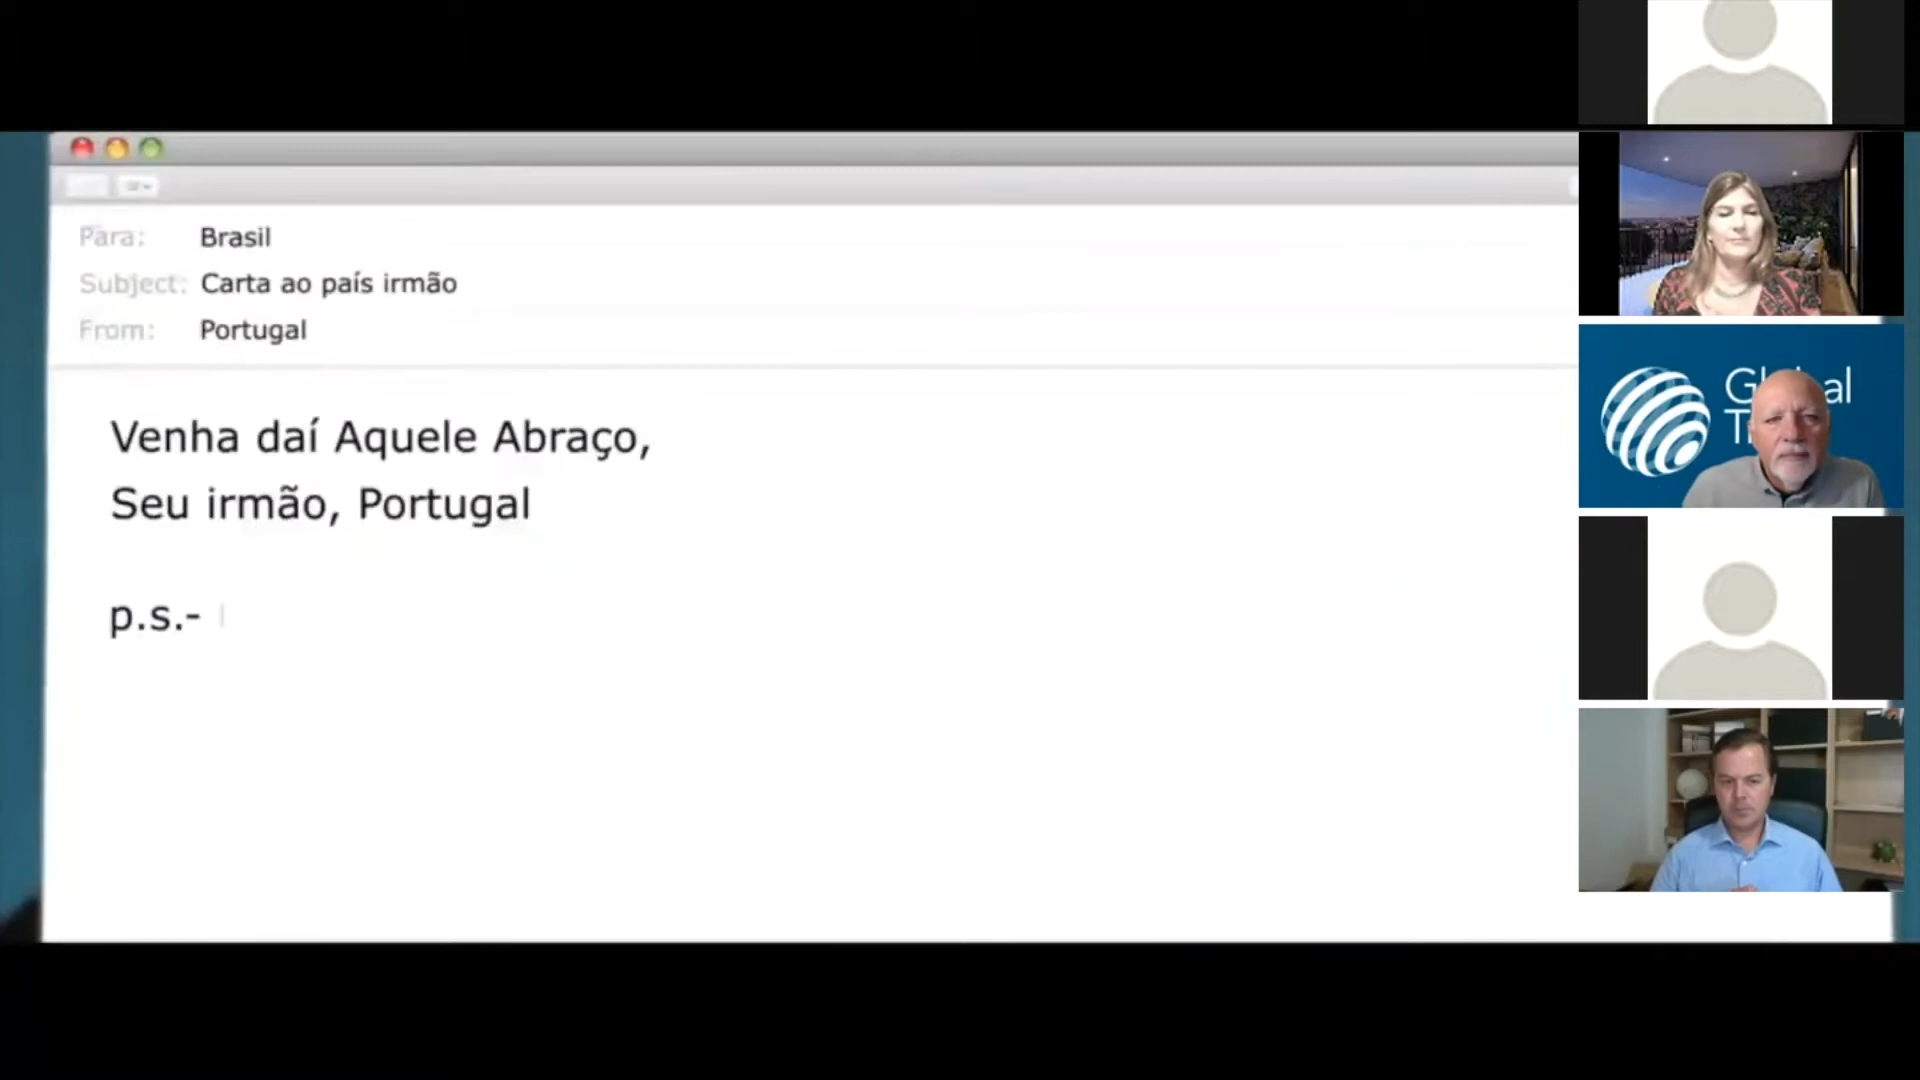 Para: Brasil
Subject: Carta ao país irmão
From: Portugal
Venha daí Aquele Abraço,
Seu irmão, Portugal
p.s.-